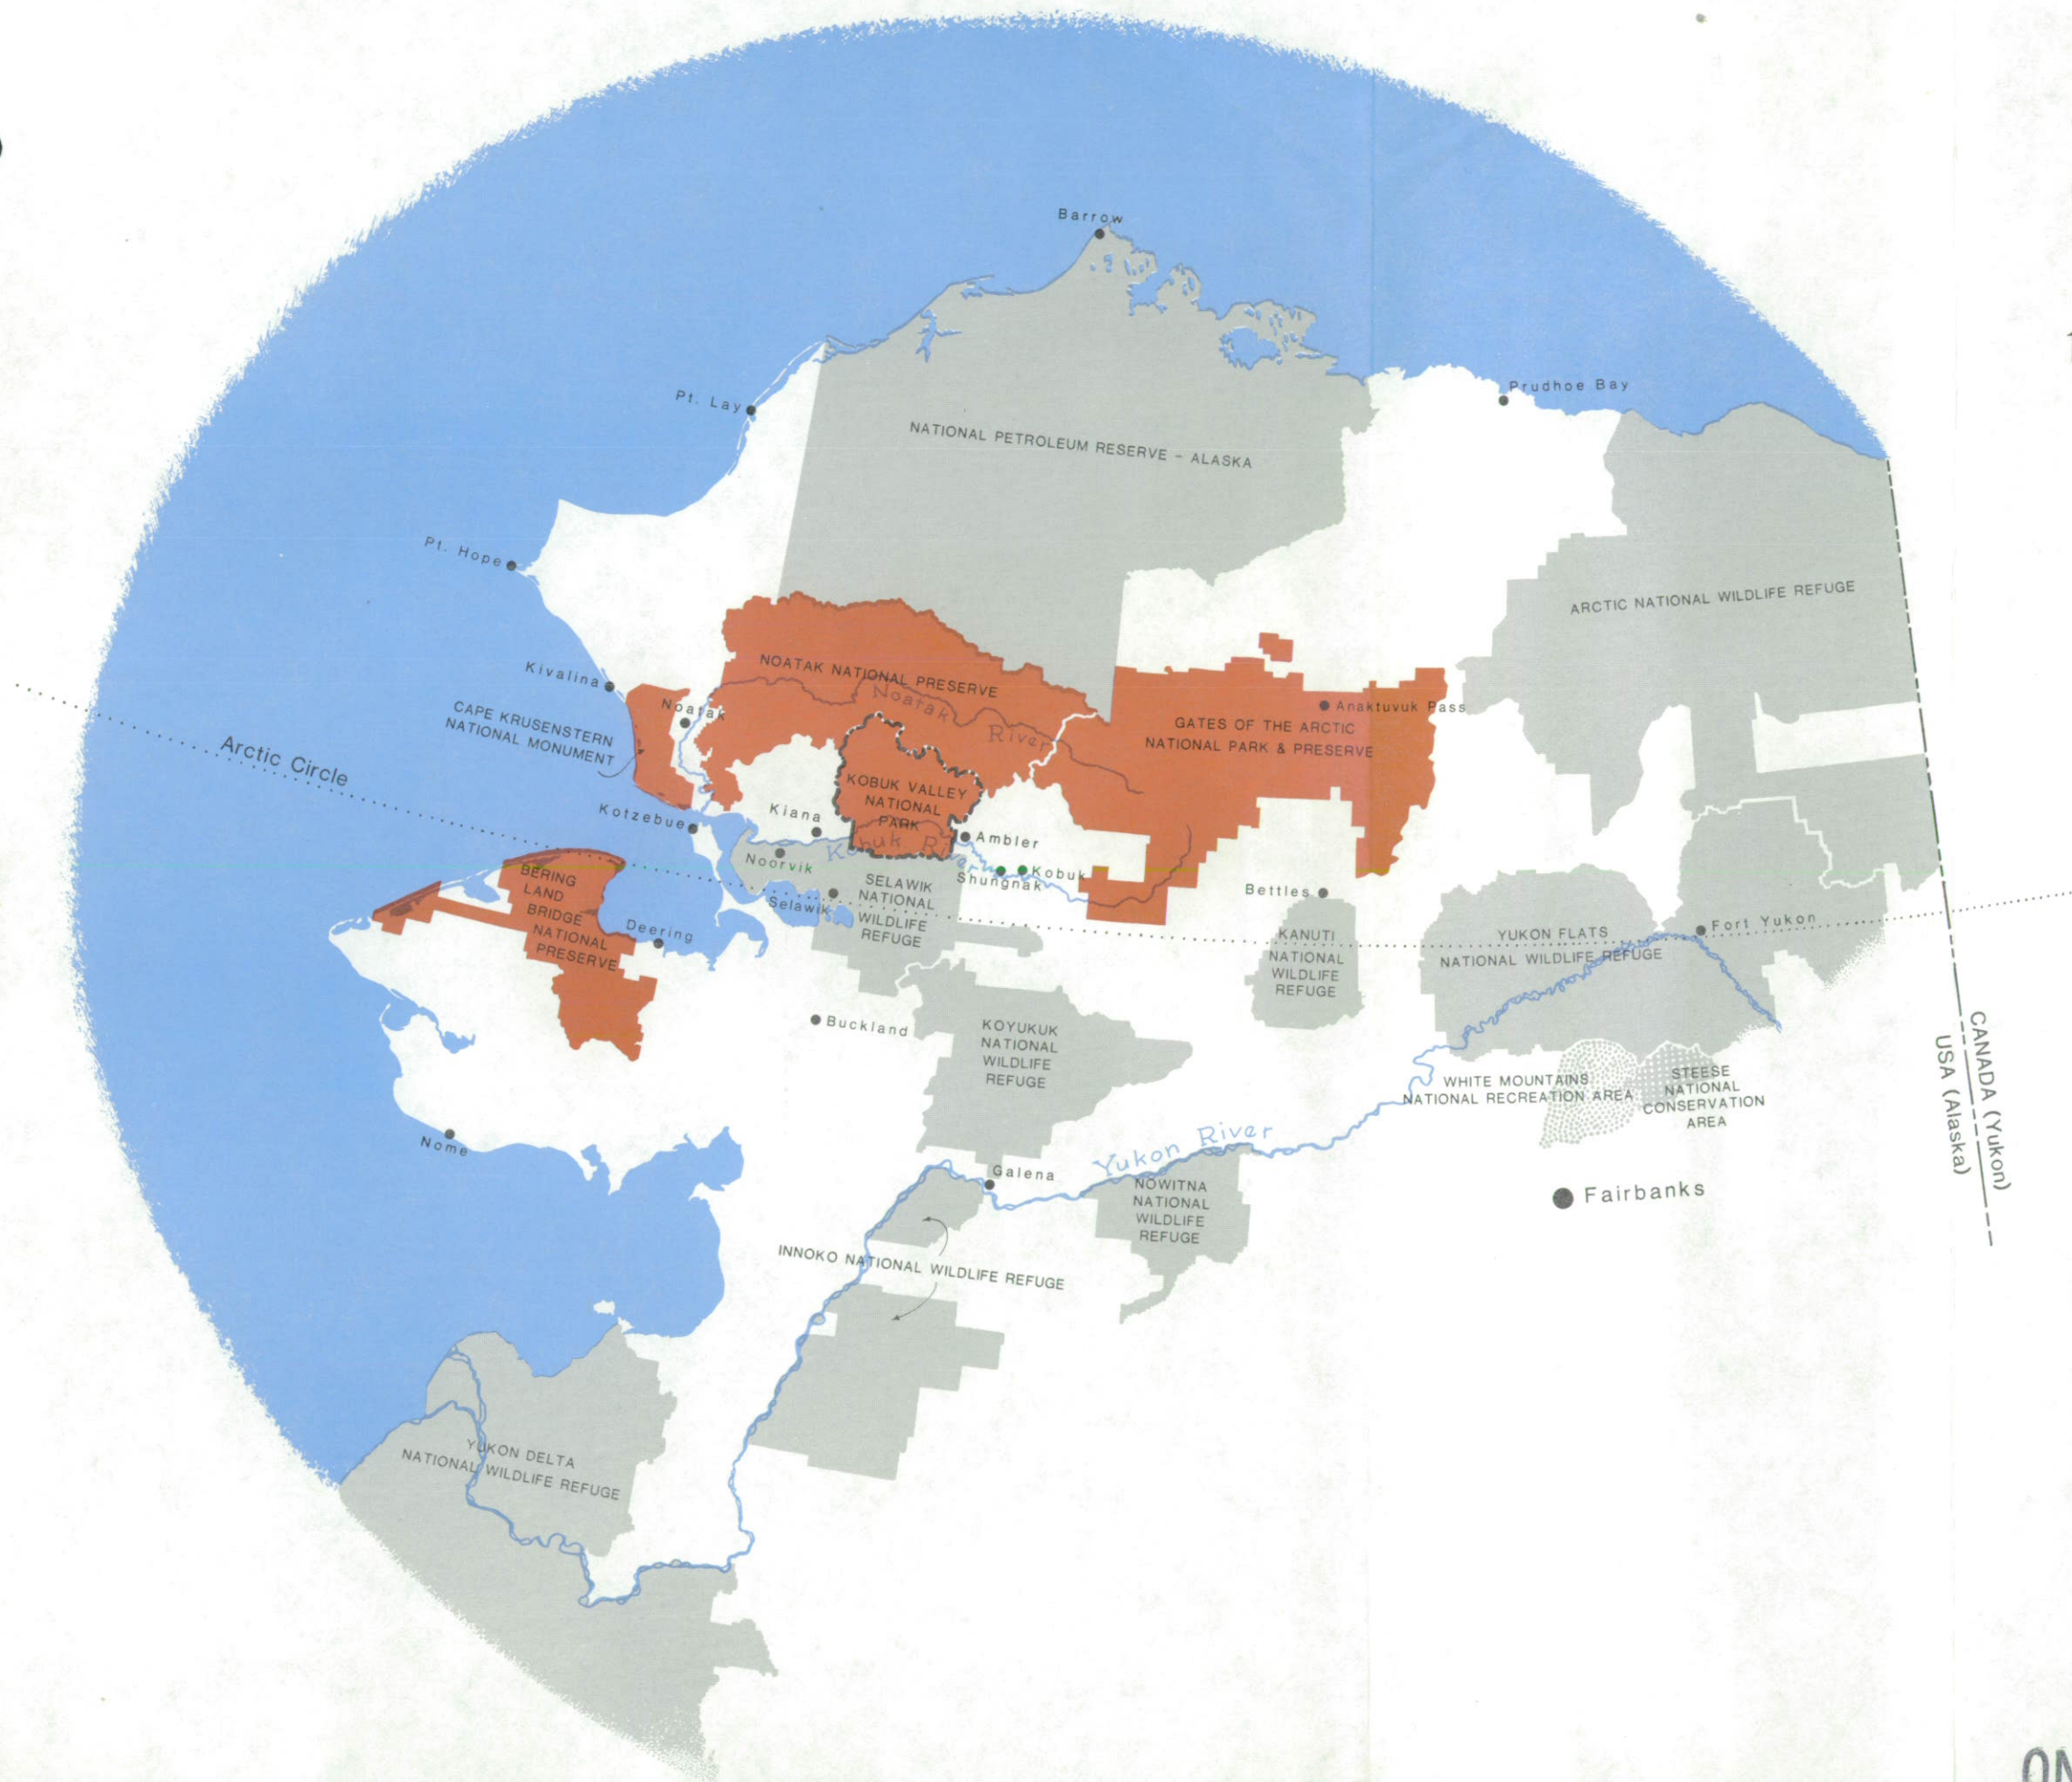 Barrow
Prudhoe Bay
Pt. Lay
NATIONAL PETROLEUM RESERVE - ALASKA
Pt. Hope
ARCTIC NATIONAL WILDLIFE REFUGE
Kivalina
NOATAK NATIONAL PRESERVE
Noatak
River
CAPE KRUSENSTERN
NATIONAL MONUMENT
Noatak
Anaktuvuk Pass
GATES OF THE ARCTIC
NATIONAL PARK & PRESERVE
Arctic Circle
KOBUK VALLEY
NATIONAL
PARK
Kotzebue
Kiana
Ambler
Kobuk River
Noorvik
Shungnak
Kobuk
Selawik
SELAWIK
NATIONAL
WILDLIFE
REFUGE
BERING
LAND
BRIDGE
NATIONAL
PRESERVE
Deering
Bettles
KANUTI
NATIONAL
WILDLIFE
REFUGE
YUKON FLATS
NATIONAL WILDLIFE REFUGE
Fort Yukon
Buckland
KOYUKUK
NATIONAL
WILDLIFE
REFUGE
WHITE MOUNTAINS
NATIONAL RECREATION AREA
STEESE
NATIONAL
CONSERVATION
AREA
CANADA (Yukon)
USA (Alaska)
Nome
Galena
Yukon River
NOWITNA
NATIONAL
WILDLIFE
REFUGE
Fairbanks
INNOKO NATIONAL WILDLIFE REFUGE
YUKON DELTA
NATIONAL WILDLIFE REFUGE